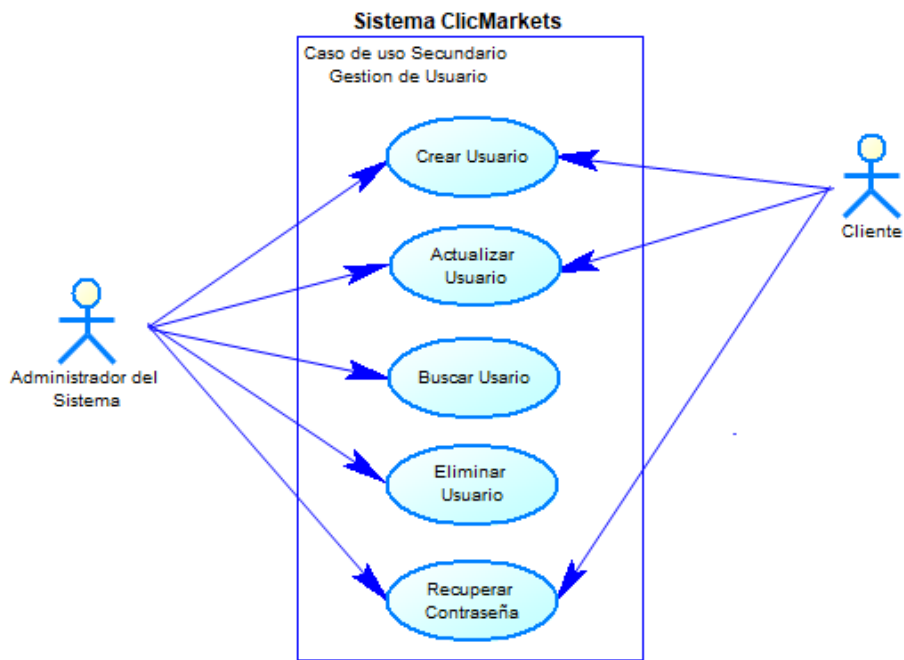 Sistema ClicMarkets
Caso de uso Secundario
Gestion de Usuario
Crear Usuario
Cliente
Actualizar
Usuario
Administrador del
Sistema
Buscar Usario
Eliminar
Usuario
Recuperar
Contraseña